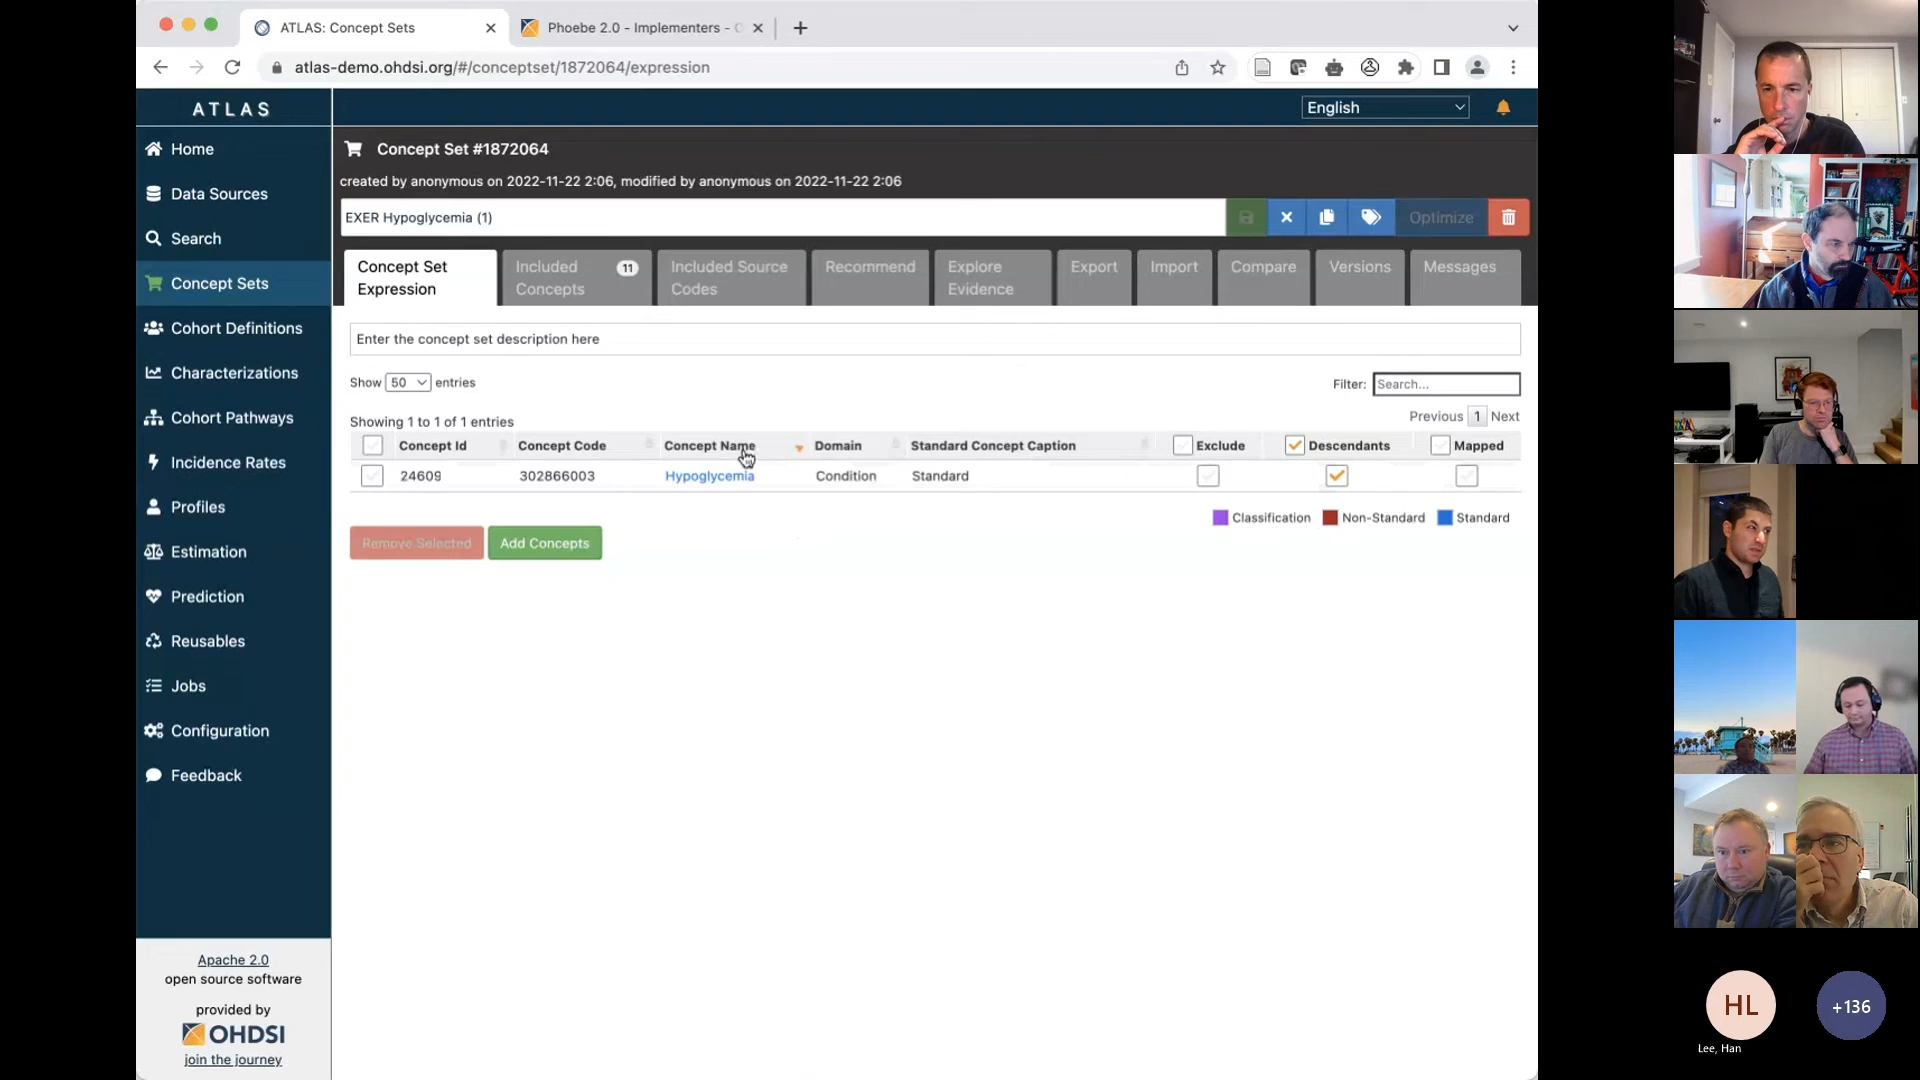 ATLAS: Concept Sets
Phoebe 2.0 - Implementers -
atlas-demo.ohdsi.org/#/conceptset/1872064/expression
ATLAS
English
Home
Data Sources
Search
Concept Sets
Cohort Definitions
Characterizations
Cohort Pathways
Incidence Rates
Profiles
Estimation
Prediction
Reusables
Jobs
Configuration
Feedback
Apache 2.0
open source software
provided by
OHDSI
join the journey
Concept Set #1872064
created by anonymous on 2022-11-22 2:06, modified by anonymous on 2022-11-22 2:06
EXER Hypoglycemia (1)
Optimize
Concept Set Expression
Included Concepts 11
Included Source Codes
Recommend
Explore Evidence
Export
Import
Compare
Versions
Messages
Enter the concept set description here
Show 50 entries
Filter: Search...
Showing 1 to 1 of 1 entries
Previous 1 Next
Concept Id Concept Code Concept Name Domain Standard Concept Caption Exclude Descendants Mapped
24609 302866003 Hypoglycemia Condition Standard
Classification Non-Standard Standard
Remove Selected Add Concepts
HL
Lee, Han
+136